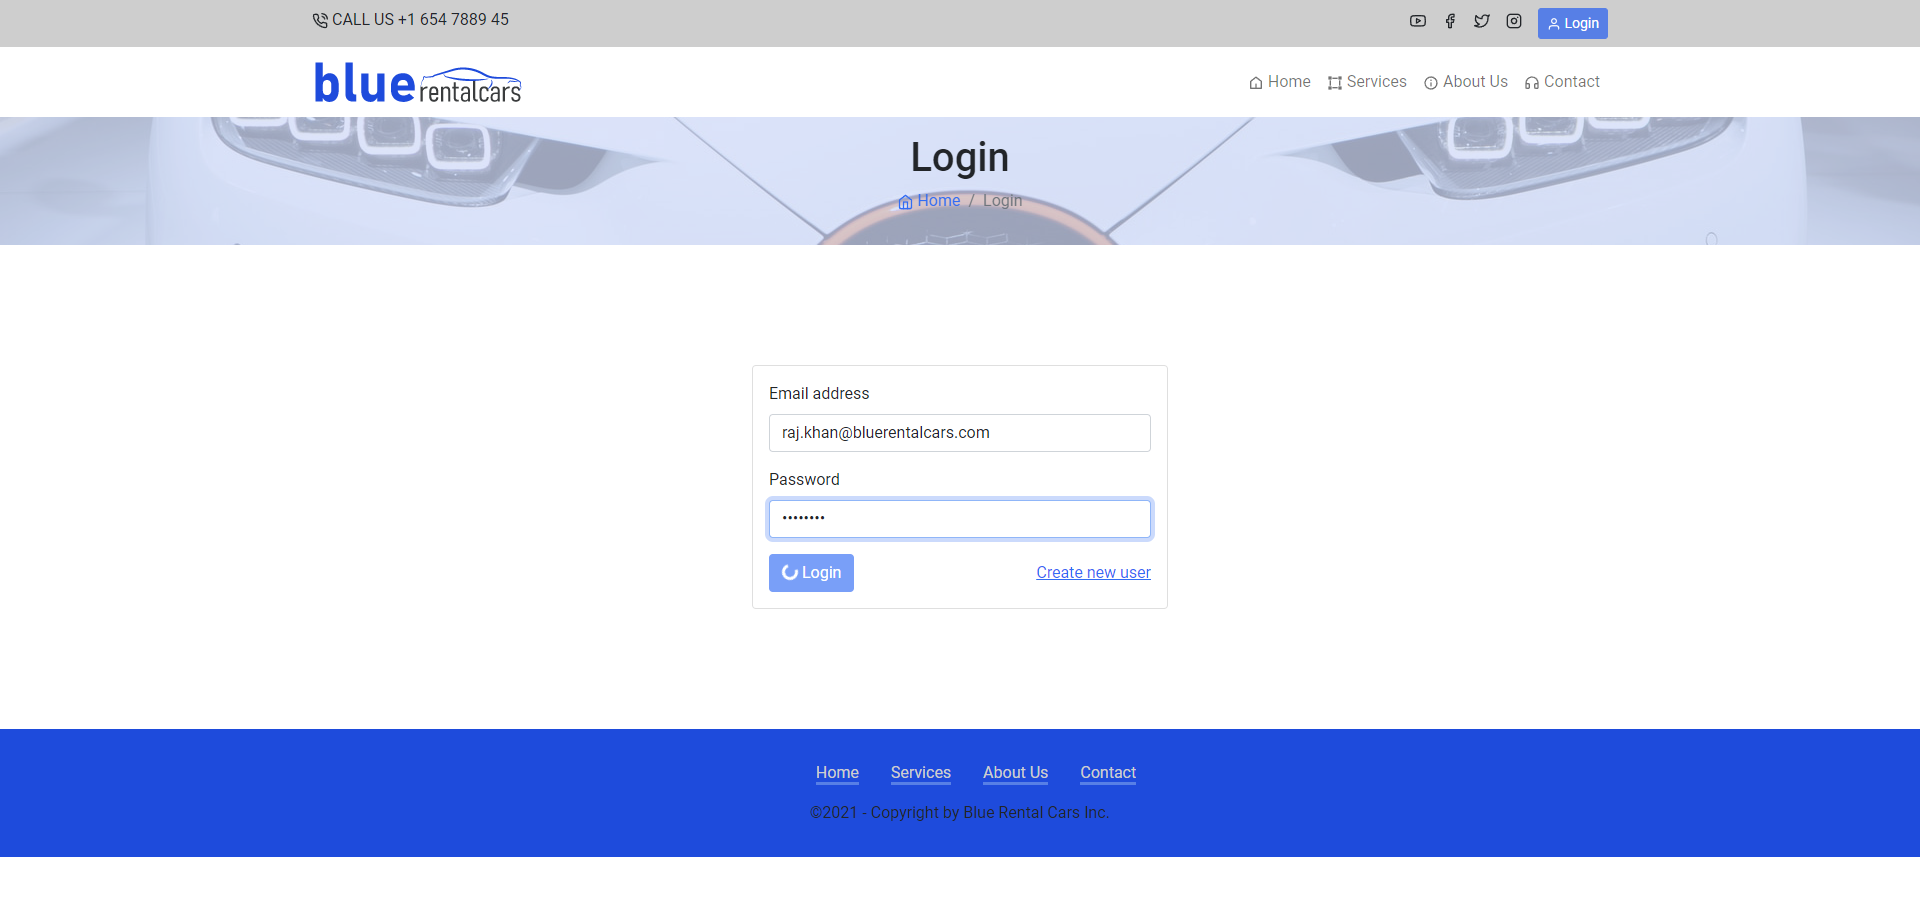 CALL US +1 654 7889 45
Login
blue rentalcars
Home Services About Us Contact
Login
Home / Login
Email address
raj.khan@bluerentalcars.com
Password
••••••••
Login Create new user
Home Services About Us Contact
©2021 - Copyright by Blue Rental Cars Inc.